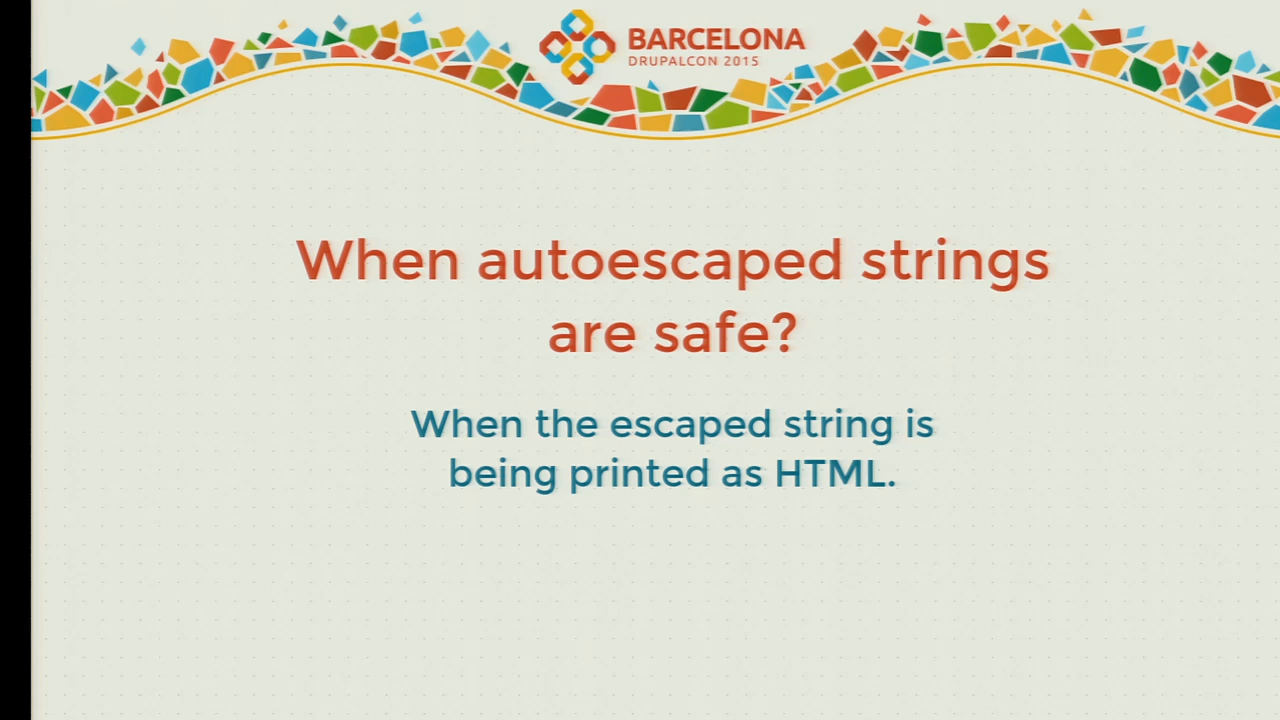 BARCELONA
DRUPALCON 2015
When autoescaped strings
are safe?
When the escaped string is
being printed as HTML.